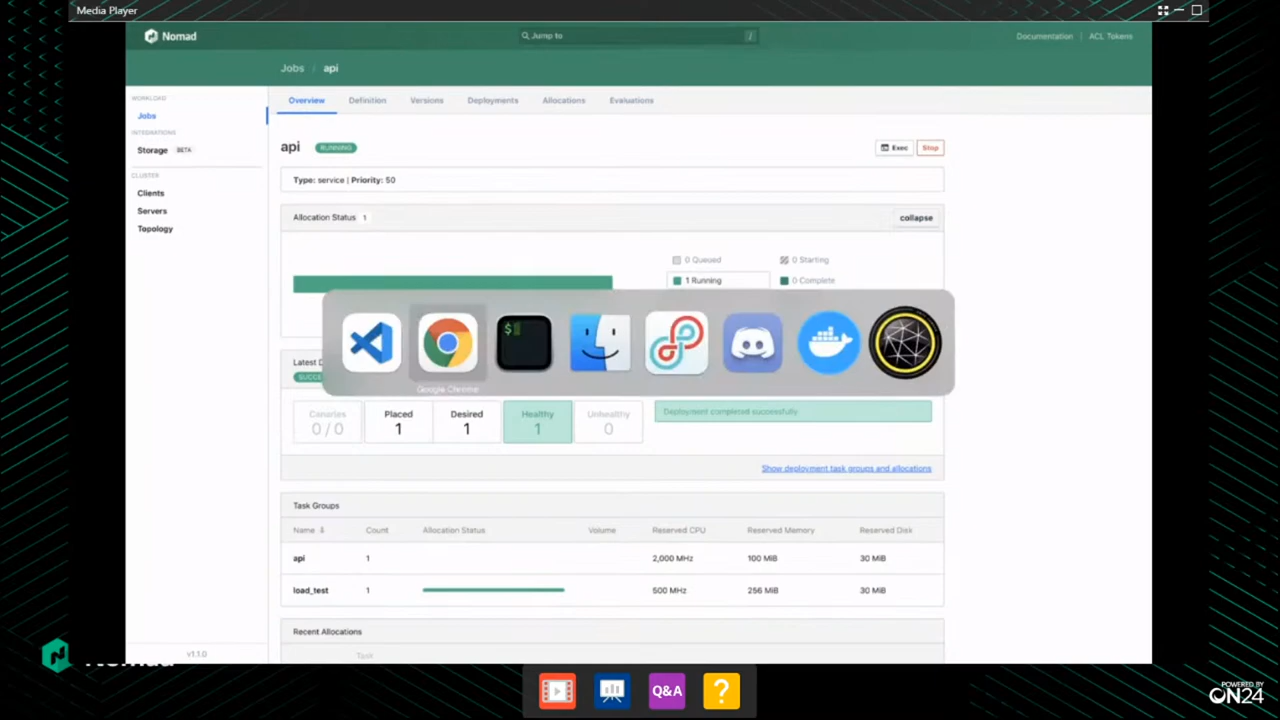 Media Player
Nomad
Jump to
/
Documentation
ACL Tokens
Jobs / api
WORKLOAD
Jobs
INTEGRATIONS
Storage BETA
CLUSTER
Clients
Servers
Topology
v1.1.0
Overview Definition Versions Deployments Allocations Evaluations
api RUNNING
Exec Stop
Type: service | Priority: 50
Allocation Status 1
collapse
0 Queued 0 Starting
1 Running 0 Complete
$
Google Chrome
Latest
Canaries Placed Desired Healthy Unhealthy
0 / 0 1 1 1 0
Deployment completed successfully
Show deployment task groups and allocations
Task Groups
Name Count Allocation Status Volume Reserved CPU Reserved Memory Reserved Disk
api 1 2,000 MHz 100 MiB 30 MiB
load_test 1 500 MHz 256 MiB 30 MiB
Recent Allocations
Task
Nomad
Q&A
?
POWERED BY
ON24